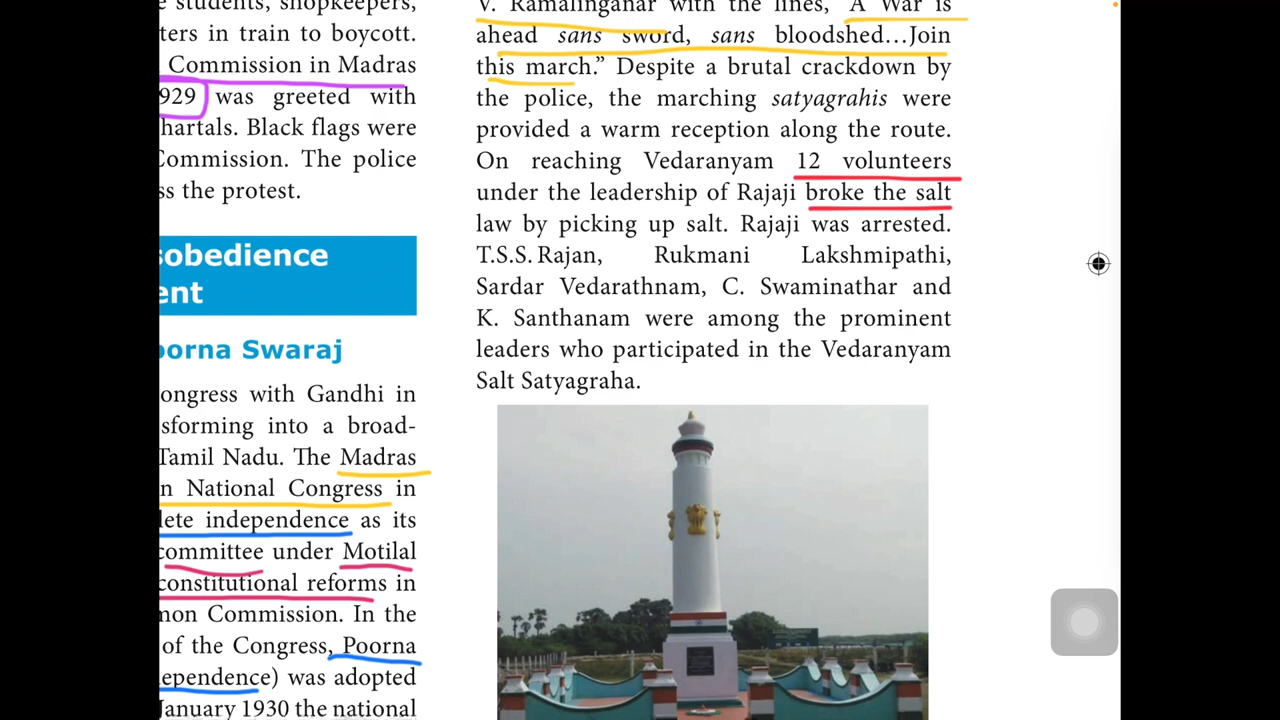 e students, shopkeepers,
ters in train to boycott.
Commission in Madras
929 was greeted with
hartals. Black flags were
Commission. The police
ss the protest.
sobedience
ent
oorna Swaraj
ongress with Gandhi in
sforming into a broad-
Tamil Nadu. The Madras
n National Congress in
lete independence as its
committee under Motilal
constitutional reforms in
mon Commission. In the
of the Congress, Poorna
ependence) was adopted
January 1930 the national
V. Ramalinganar with the lines, “A War is
ahead sans sword, sans bloodshed…Join
this march.” Despite a brutal crackdown by
the police, the marching satyagrahis were
provided a warm reception along the route.
On reaching Vedaranyam 12 volunteers
under the leadership of Rajaji broke the salt
law by picking up salt. Rajaji was arrested.
T.S.S. Rajan, Rukmani Lakshmipathi,
Sardar Vedarathnam, C. Swaminathar and
K. Santhanam were among the prominent
leaders who participated in the Vedaranyam
Salt Satyagraha.